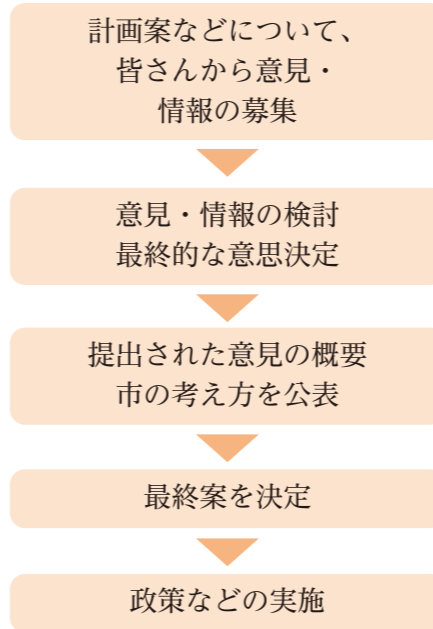 計画案などについて、
皆さんから意見・
情報の募集
意見・情報の検討
最終的な意思決定
提出された意見の概要
市の考え方を公表
最終案を決定
政策などの実施